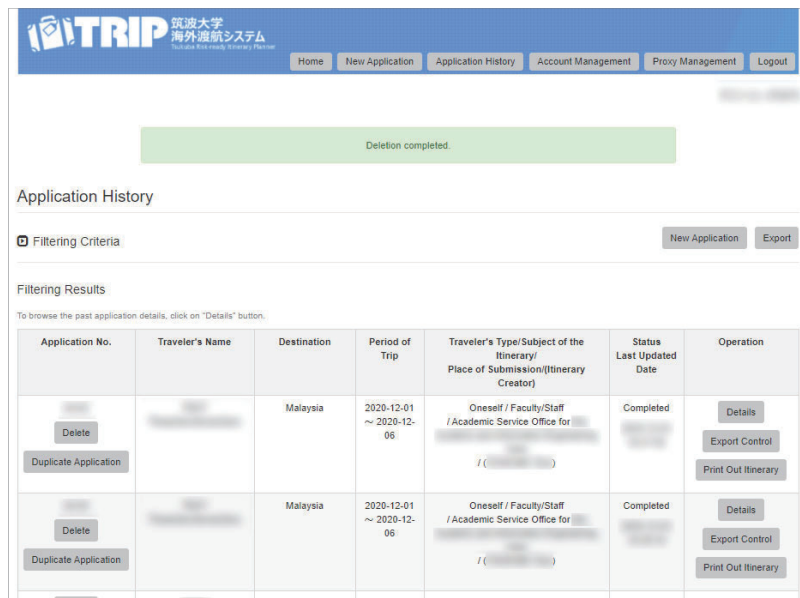 TRIP 筑波大学
海外渡航システム
Tsukuba Risk-ready Itinerary Planner
Home New Application Application History Account Management Proxy Management Logout
Deletion completed.
Application History
Filtering Criteria
New Application Export
Filtering Results
To browse the past application details, click on "Details" button.
Application No. Traveler's Name Destination Period of Trip Traveler's Type/Subject of the Itinerary/ Place of Submission/(Itinerary Creator) Status Last Updated Date Operation
Malaysia 2020-12-01 Oneself / Faculty/Staff Completed Details
Delete ~ 2020-12- / Academic Service Office for
06 Export Control
Duplicate Application / ( ) Print Out Itinerary
Malaysia 2020-12-01 Oneself / Faculty/Staff Completed Details
Delete ~ 2020-12- / Academic Service Office for
06 Export Control
Duplicate Application / ( ) Print Out Itinerary